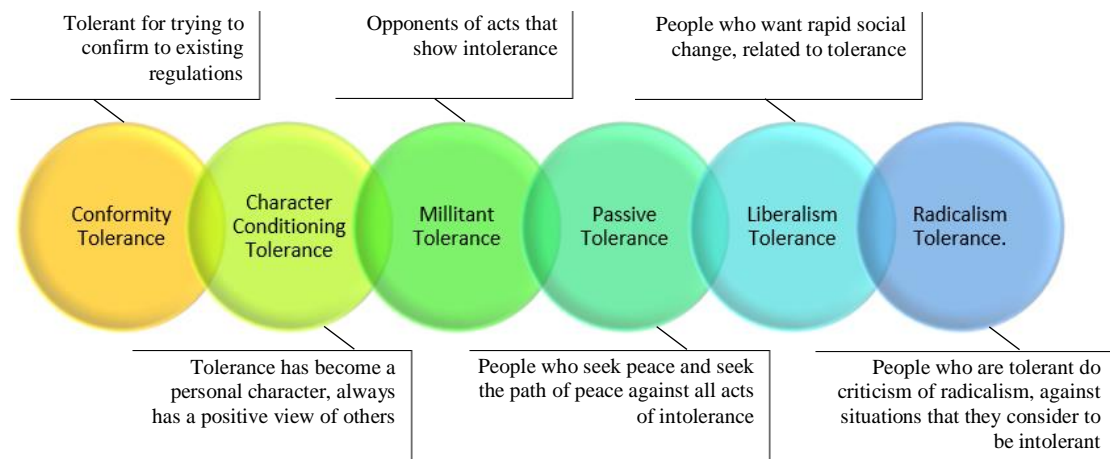 Tolerant for trying to
confirm to existing
regulations
Opponents of acts that
show intolerance
People who want rapid social
change, related to tolerance
Conformity
Tolerance
Character
Conditioning
Tolerance
Millitant
Tolerance
Passive
Tolerance
Liberalism
Tolerance
Radicalism
Tolerance.
Tolerance has become a
personal character, always
has a positive view of others
People who seek peace and seek
the path of peace against all acts
of intolerance
People who are tolerant do
criticism of radicalism, against
situations that they consider to
be intolerant